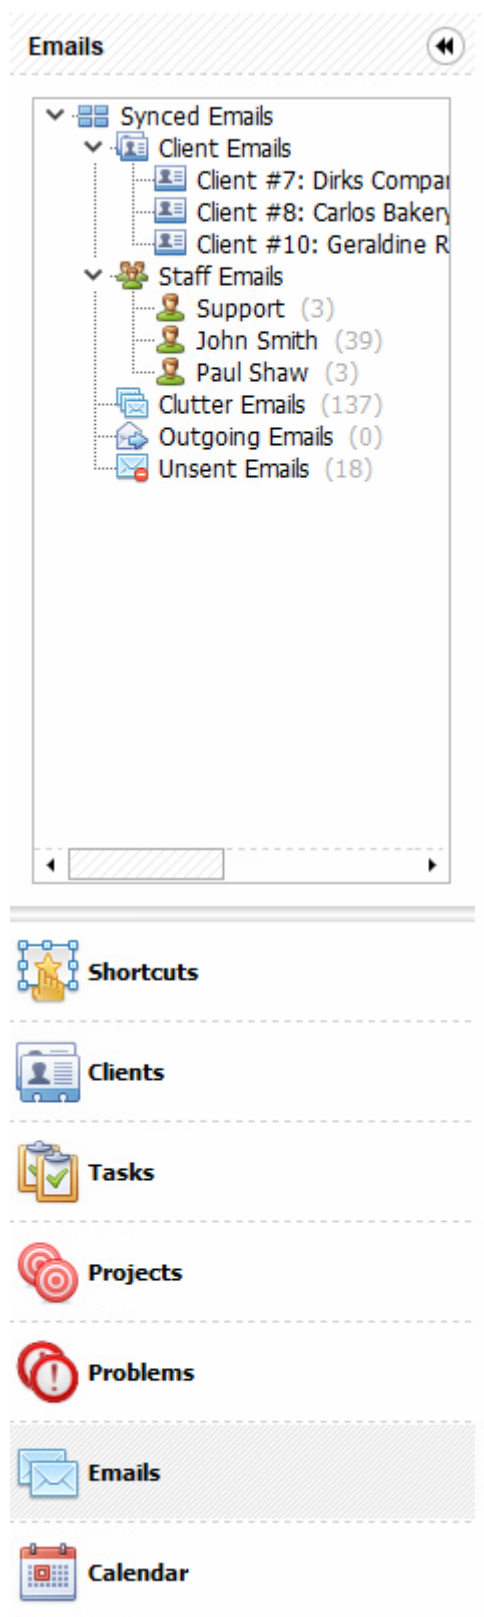 Emails
Synced Emails
Client Emails
Client #7: Dirks Compa
Client #8: Carlos Bakery
Client #10: Geraldine R
Staff Emails
Support (3)
John Smith (39)
Paul Shaw (3)
Clutter Emails (137)
Outgoing Emails (0)
Unsent Emails (18)
Shortcuts
Clients
Tasks
Projects
Problems
Emails
Calendar